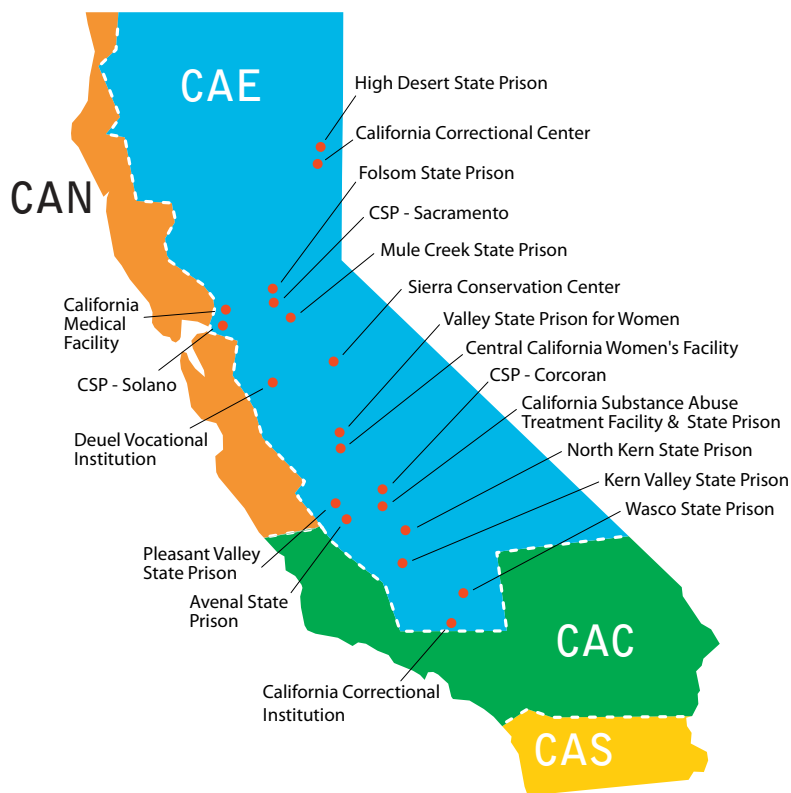 CAE
High Desert State Prison
California Correctional Center
Folsom State Prison
CAN
CSP - Sacramento
Mule Creek State Prison
Sierra Conservation Center
California
Medical
Facility
Valley State Prison for Women
Central California Women's Facility
CSP - Solano
CSP - Corcoran
California Substance Abuse
Treatment Facility & State Prison
Deuel Vocational
Institution
North Kern State Prison
Kern Valley State Prison
Wasco State Prison
Pleasant Valley
State Prison
Avenal State
Prison
CAC
California Correctional
Institution
CAS